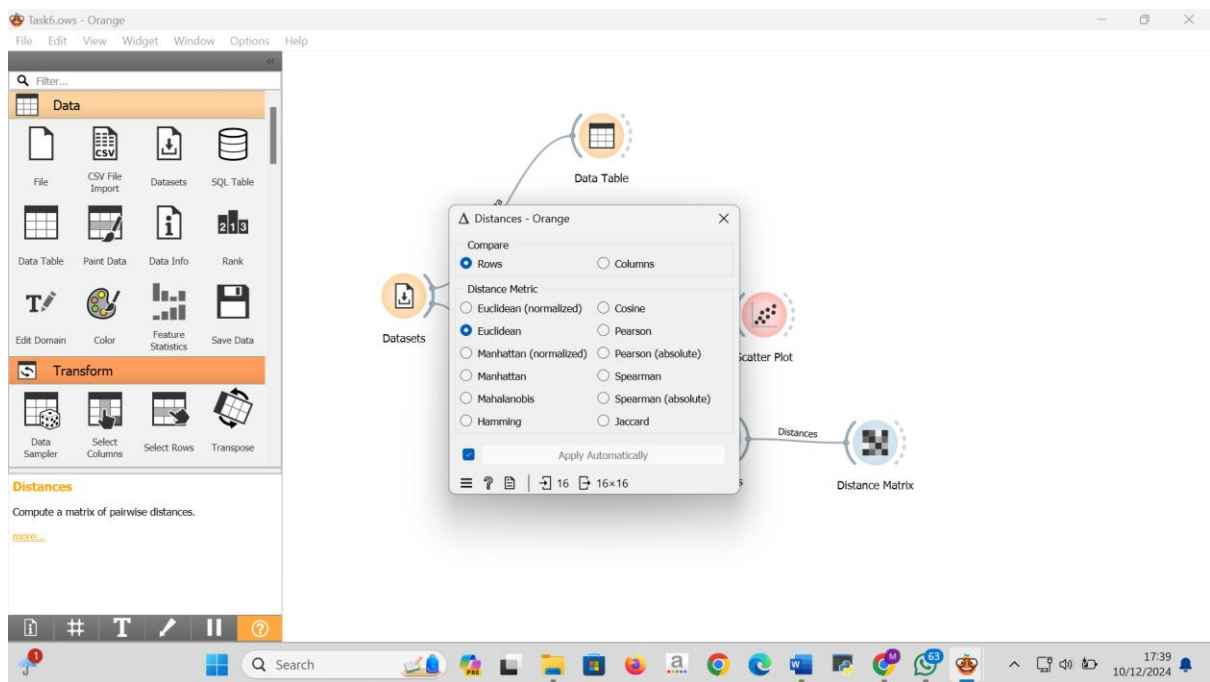 Task6.ows - Orange
File Edit View Widget Window Options Help
Filter...
Data
File
CSV File Import
Datasets
SQL Table
Data Table
Paint Data
Data Info
Rank
Edit Domain
Color
Feature Statistics
Save Data
Transform
Data Sampler
Select Columns
Select Rows
Transpose
Distances
Compute a matrix of pairwise distances.
more...
Data Table
Datasets
Scatter Plot
Distances
Distance Matrix
Distances - Orange
Compare
Rows Columns
Distance Metric
Euclidean (normalized) Cosine
Euclidean Pearson
Manhattan (normalized) Pearson (absolute)
Manhattan Spearman
Mahalanobis Spearman (absolute)
Hamming Jaccard
Apply Automatically
16 16×16
1
Search
PRE
a
W
M
63
17:39
10/12/2024